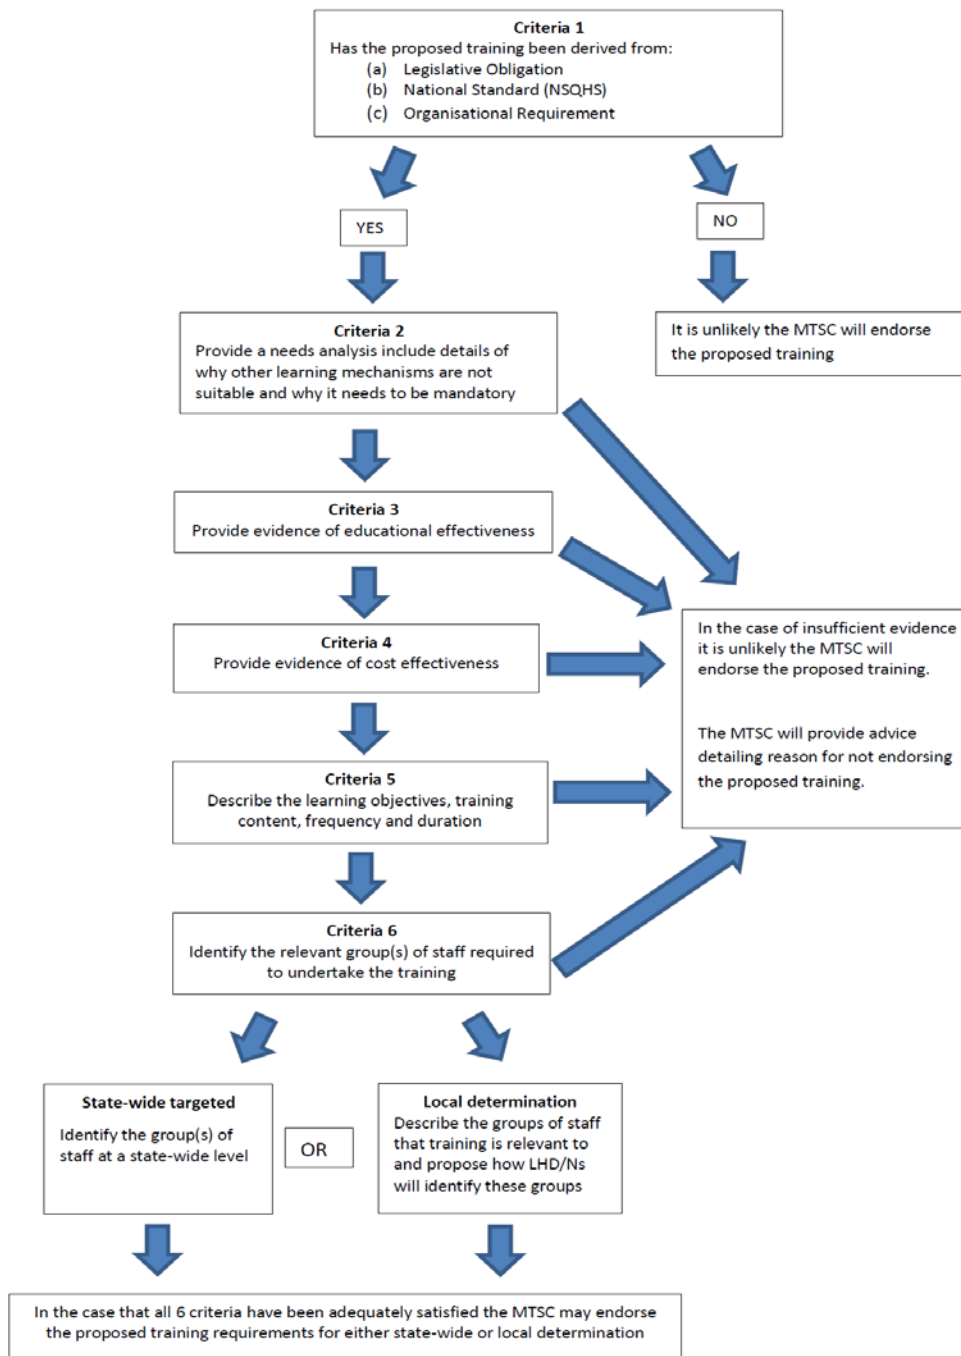 Criteria 1
Has the proposed training been derived from:
(a) Legislative Obligation
(b) National Standard (NSQHS)
(c) Organisational Requirement
YES
NO
Criteria 2
Provide a needs analysis include details of
why other learning mechanisms are not
suitable and why it needs to be mandatory
It is unlikely the MTSC will endorse
the proposed training
Criteria 3
Provide evidence of educational effectiveness
Criteria 4
Provide evidence of cost effectiveness
In the case of insufficient evidence
it is unlikely the MTSC will
endorse the proposed training.
The MTSC will provide advice
detailing reason for not endorsing
the proposed training.
Criteria 5
Describe the learning objectives, training
content, frequency and duration
Criteria 6
Identify the relevant group(s) of staff required
to undertake the training
State-wide targeted
Identify the group(s) of
staff at a state-wide level
OR
Local determination
Describe the groups of staff
that training is relevant to
and propose how LHD/Ns
will identify these groups
In the case that all 6 criteria have been adequately satisfied the MTSC may endorse
the proposed training requirements for either state-wide or local determination